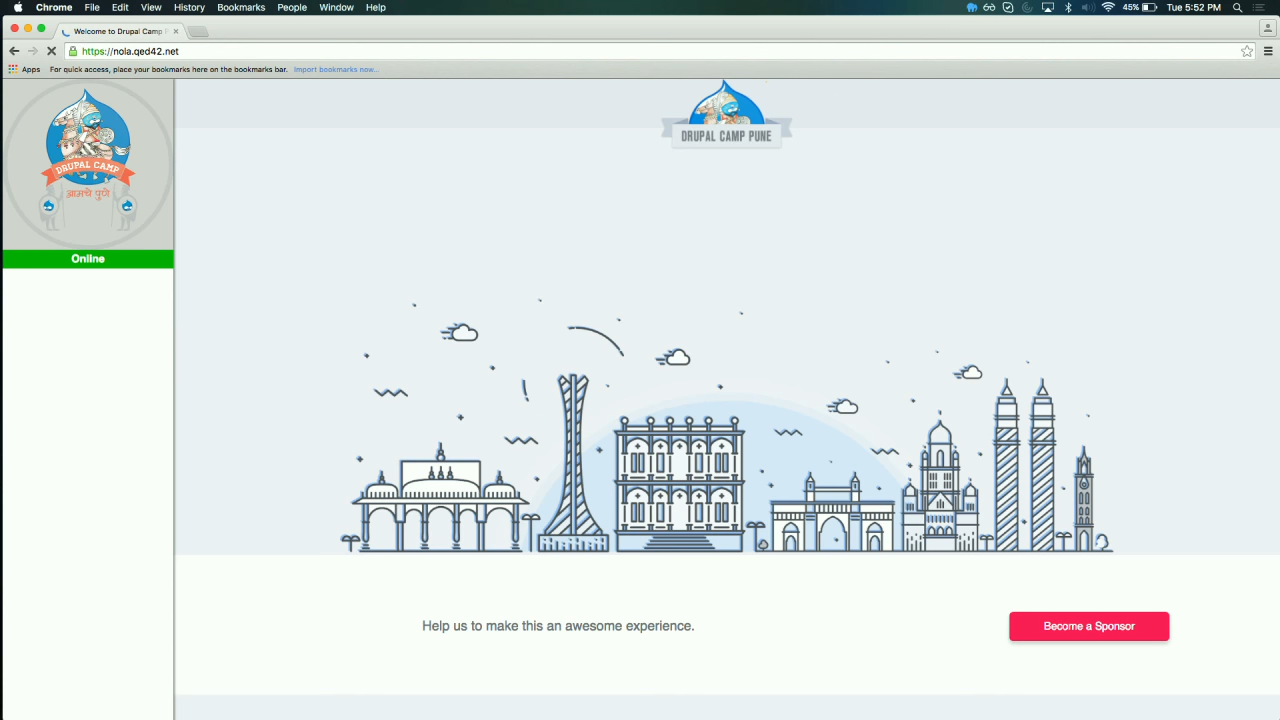 Chrome File Edit View History Bookmarks People Window Help
45% Tue 5:52 PM
Welcome to Drupal Camp P
https://nola.qed42.net
Apps For quick access, place your bookmarks here on the bookmarks bar. Import bookmarks now...
DRUPAL CAMP
आमचे पुणे
Online
DRUPAL CAMP PUNE
Help us to make this an awesome experience.
Become a Sponsor